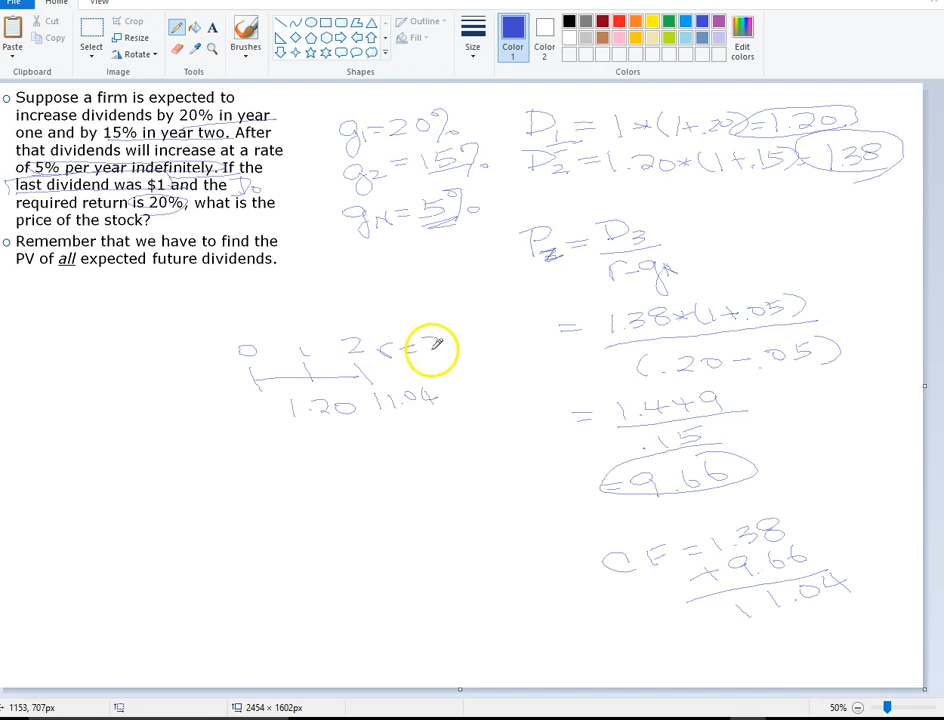 File Home View
Paste
Cut
Copy
Clipboard
Select
Crop
Resize
Rotate
Image
A
Tools
Brushes
Outline
Fill
Shapes
Size
Color 1
Color 2
Edit colors
Colors
Suppose a firm is expected to
increase dividends by 20% in year
one and by 15% in year two. After
that dividends will increase at a rate
of 5% per year indefinitely. If the
last dividend was $1 and the D0
required return is 20%, what is the
price of the stock?
Remember that we have to find the
PV of all expected future dividends.
g1=20%
g2=15%
gN=5%
D1 = 1*(1+.20)=1.20
D2 = 1.20*(1+.15)=1.38
P2 = D3
r-gN
= 1.38*(1+.05)
(.20-.05)
= 1.449
.15
=9.66
0 1 2 r=2
1.20 11.04
CF = 1.38
+9.66
11.04
1153, 707px
2454 × 1602px
50%